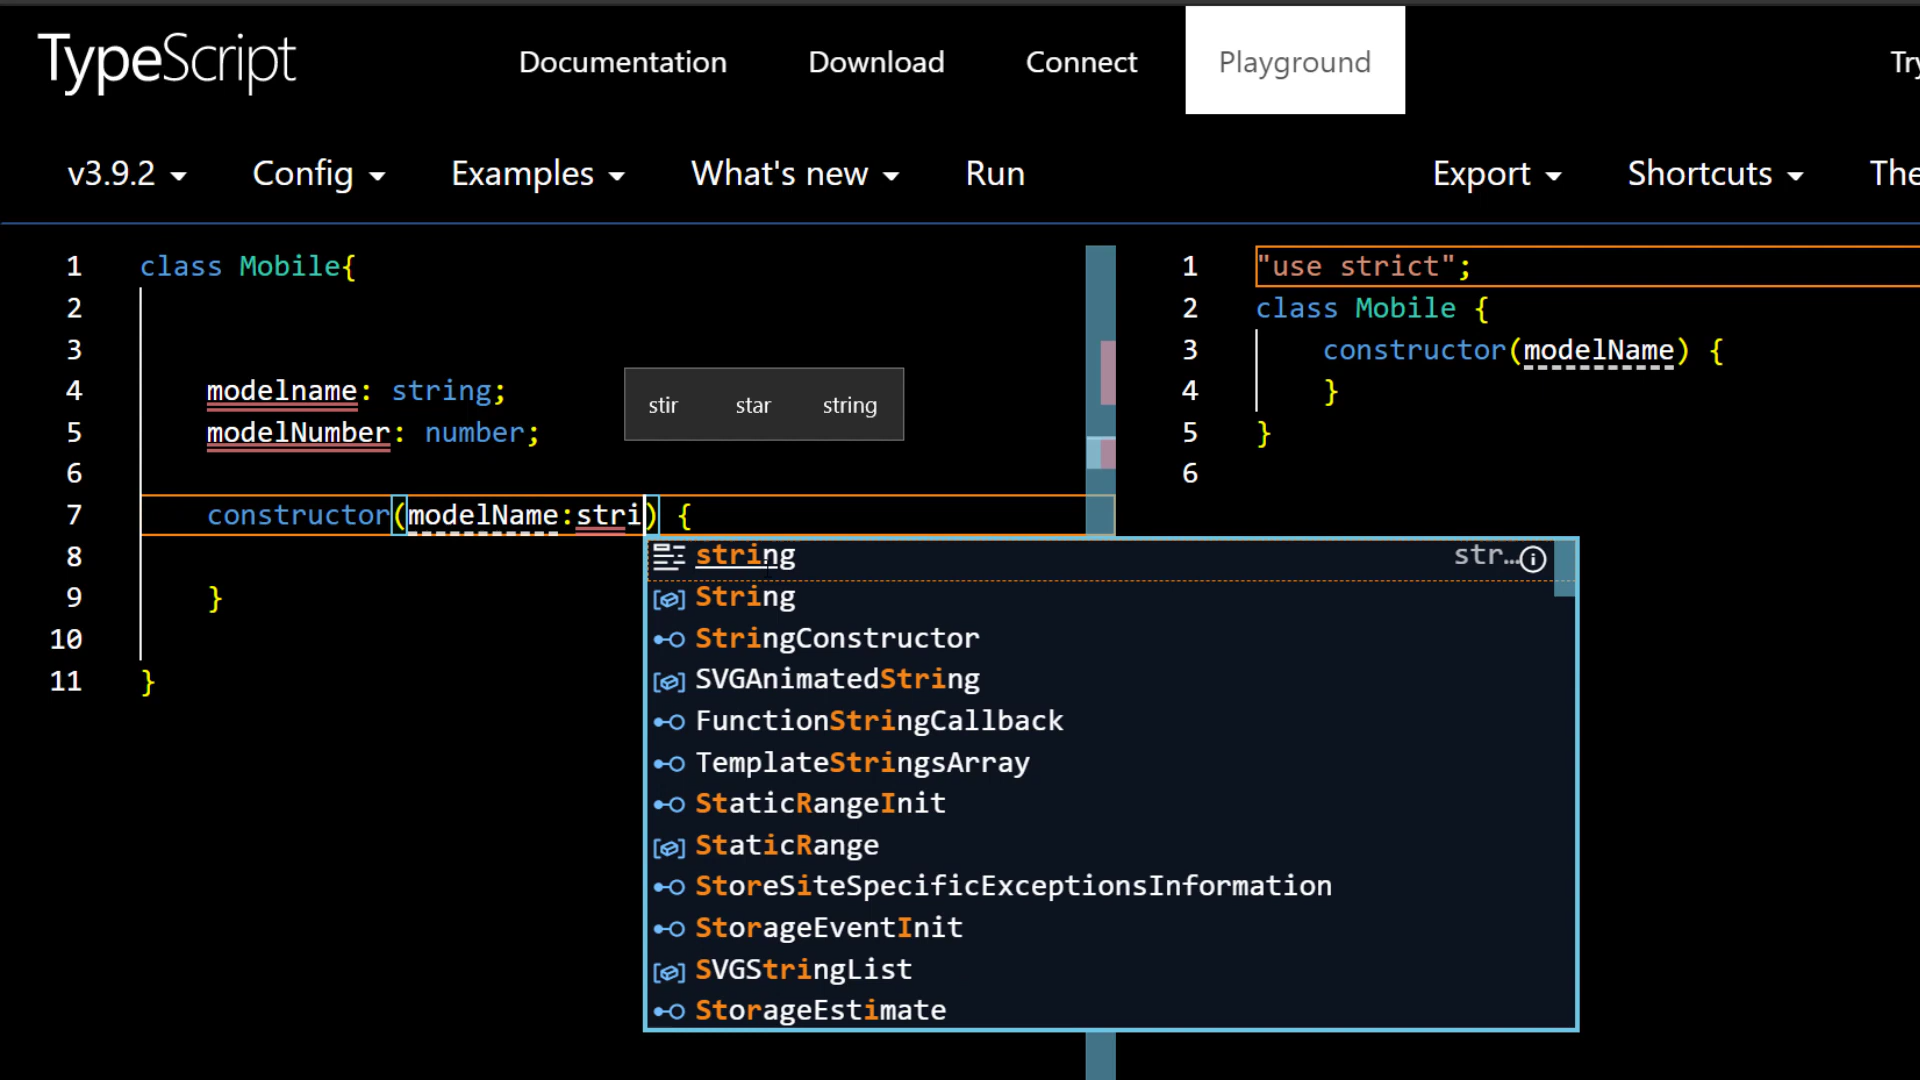 TypeScript
Documentation
Download
Connect
Playground
Try
v3.9.2
Config
Examples
What's new
Run
Export
Shortcuts
The
1 class Mobile{
2
3
4 modelname: string;
5 modelNumber: number;
6
7 constructor(modelName:stri) {
8
9 }
10
11 }
stir star string
string str...
String
StringConstructor
SVGAnimatedString
FunctionStringCallback
TemplateStringsArray
StaticRangeInit
StaticRange
StoreSiteSpecificExceptionsInformation
StorageEventInit
SVGStringList
StorageEstimate
1 "use strict";
2 class Mobile {
3 constructor(modelName) {
4 }
5 }
6